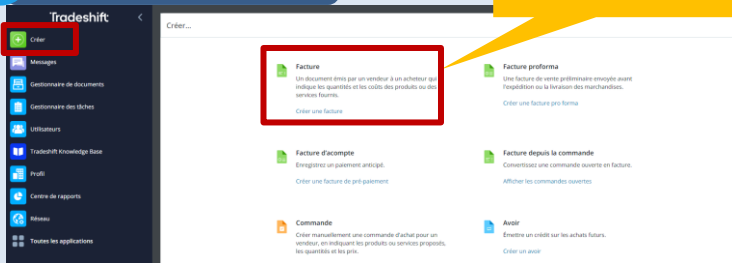 Tradeshift
Créer...
Créer
Messages
Gestionnaire de documents
Gestionnaire des tâches
Utilisateurs
Tradeshift Knowledge Base
Profil
Centre de rapports
Réseau
Toutes les applications
Facture
Un document émis par un vendeur à un acheteur qui
indique les quantités et les coûts des produits ou des
services fournis.
Créer une facture
Facture proforma
Une facture de vente préliminaire envoyée avant
l'expédition ou la livraison des marchandises.
Créer une facture pro forma
Facture d'acompte
Enregistrez un paiement anticipé.
Créer une facture de pré-paiement
Facture depuis la commande
Convertissez une commande ouverte en facture.
Afficher les commandes ouvertes
Commande
Créer manuellement une commande d'achat pour un
vendeur, en indiquant les produits ou services proposés,
les quantités et les prix.
Avoir
Émettre un crédit sur les achats futurs.
Créer un avoir